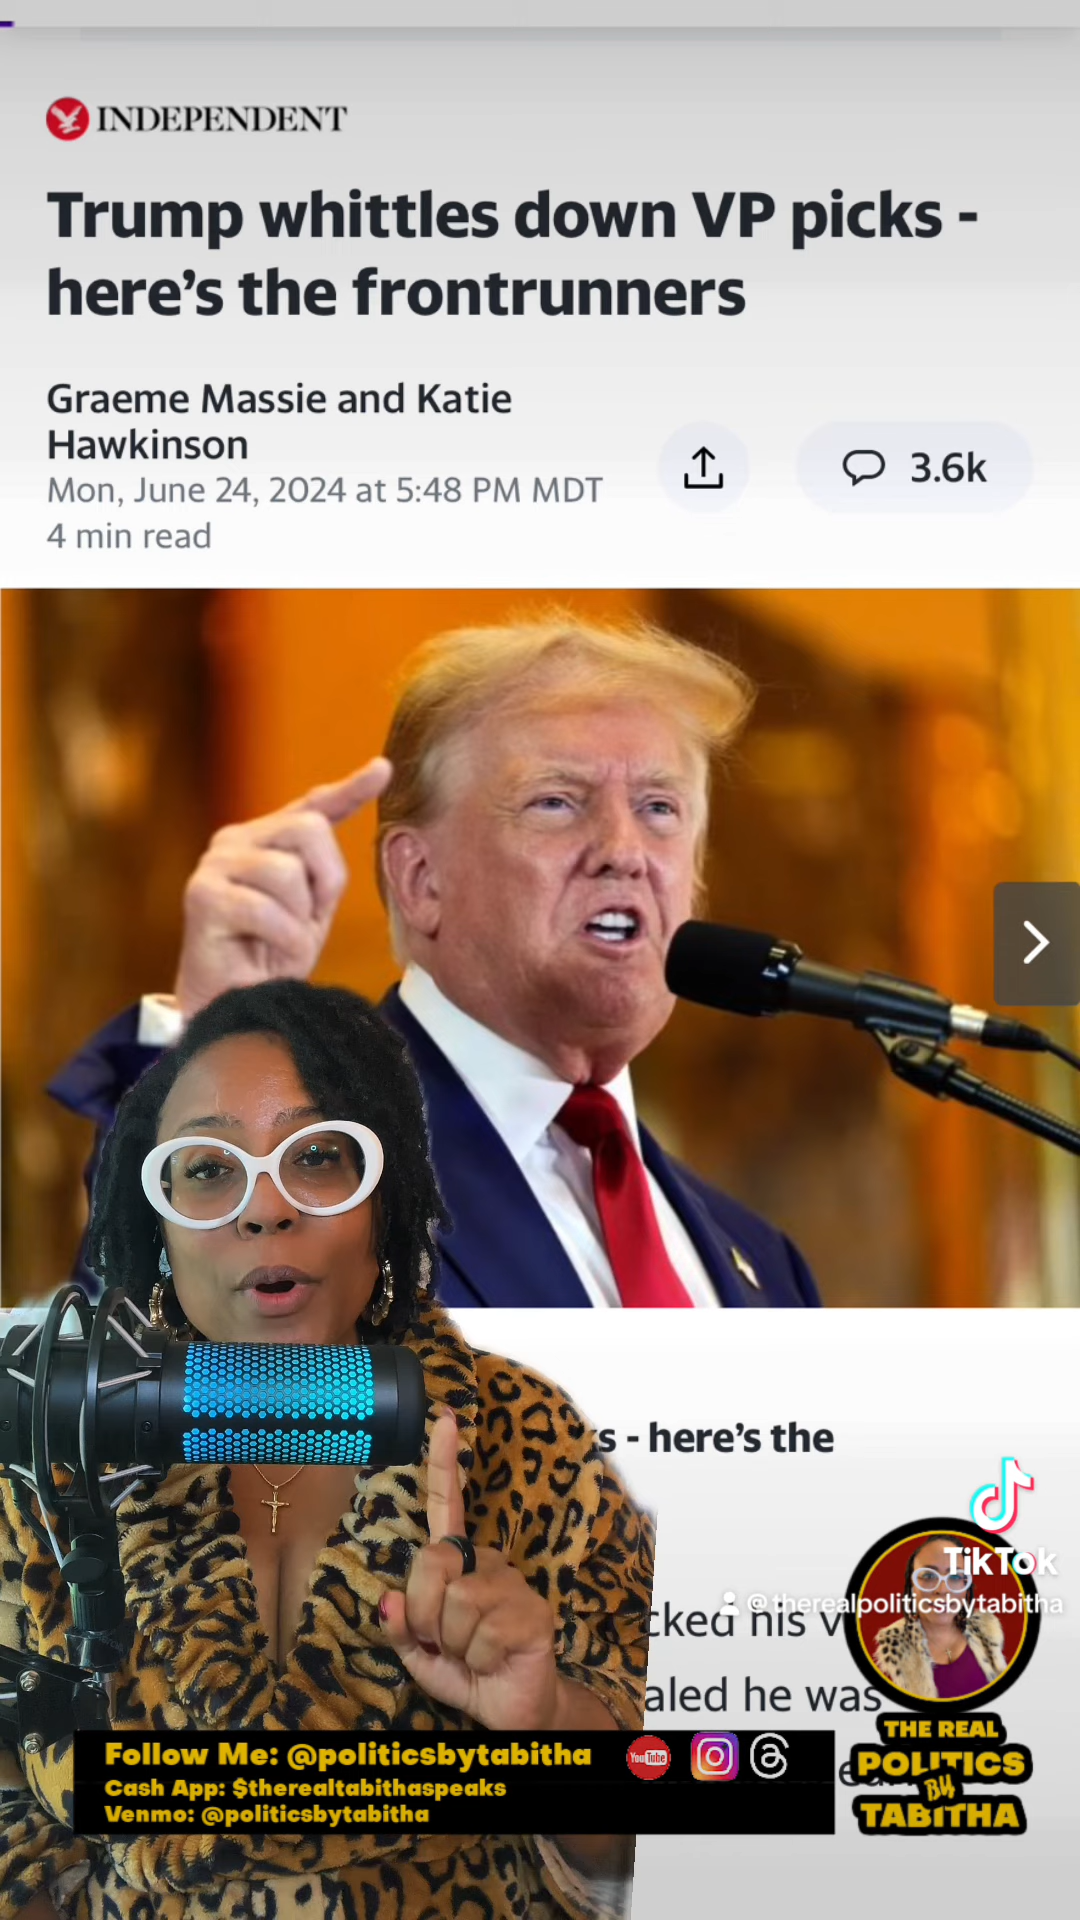 INDEPENDENT
Trump whittles down VP picks -
here's the frontrunners
Graeme Massie and Katie
Hawkinson
Mon, June 24, 2024 at 5:48 PM MDT
4 min read
3.6k
s - here's the
TikTok
@therealpoliticsbytabitha
cked his v
aled he was
THE REAL
POLITICS
BY
TABITHA
Follow Me: @politicsbytabitha
YouTube
Cash App: $therealtabithaspeaks
Venmo: @politicsbytabitha